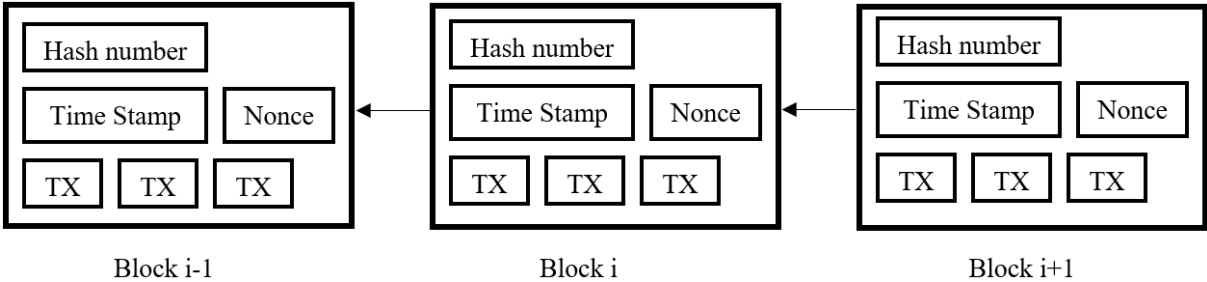 Hash number
Time Stamp Nonce
TX TX TX
Block i-1
Hash number
Time Stamp Nonce
TX TX TX
Block i
Hash number
Time Stamp Nonce
TX TX TX
Block i+1